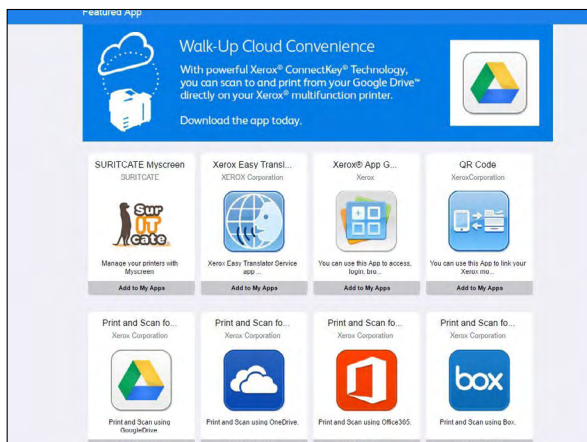 Featured App
Walk-Up Cloud Convenience
With powerful Xerox® ConnectKey® Technology,
you can scan to and print from your Google Drive™
directly on your Xerox® multifunction printer.
Download the app today.
SURITCATE Myscreen
SURITCATE
Sur
IT
cate
Manage your printers with
Myscreen
Add to My Apps
Xerox Easy Transl...
XEROX Corporation
Xerox Easy Translator Service
app ...
Add to My Apps
Xerox® App G...
Xerox
You can use this App to access,
login, bro...
Add to My Apps
QR Code
XeroxCorporation
You can use this App to link your
Xerox mo...
Add to My Apps
Print and Scan fo...
Xerox Corporation
Print and Scan using
GoogleDrive.
Print and Scan fo...
Xerox Corporation
Print and Scan using OneDrive.
Print and Scan fo...
Xerox Corporation
Print and Scan using Office365.
Print and Scan fo...
Xerox Corporation
box
Print and Scan using Box.